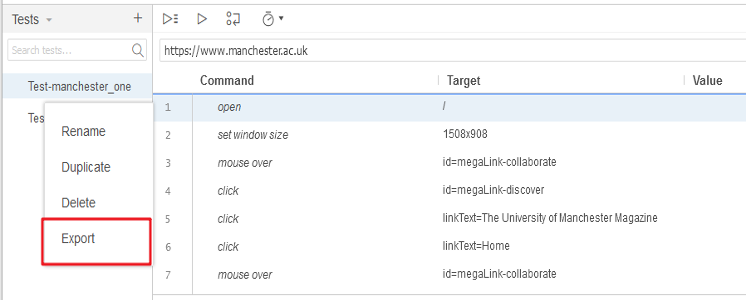 Tests
https://www.manchester.ac.uk
Search tests...
Command Target Value
Test-manchester_one
1 open /
Tes
Rename
2 set window size 1508x908
Duplicate
3 mouse over id=megaLink-collaborate
Delete
4 click id=megaLink-discover
Export
5 click linkText=The University of Manchester Magazine
6 click linkText=Home
7 mouse over id=megaLink-collaborate